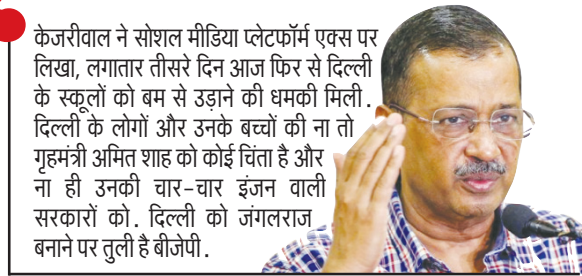 केजरीवाल ने सोशल मीडिया प्लेटफॉर्म एक्स पर
लिखा, लगातार तीसरे दिन आज फिर से दिल्ली
के स्कूलों को बम से उड़ाने की धमकी मिली.
दिल्ली के लोगों और उनके बच्चों की ना तो
गृहमंत्री अमित शाह को कोई चिंता है और
ना ही उनकी चार-चार इंजन वाली
सरकारों को. दिल्ली को जंगलराज
बनाने पर तुली है बीजेपी.